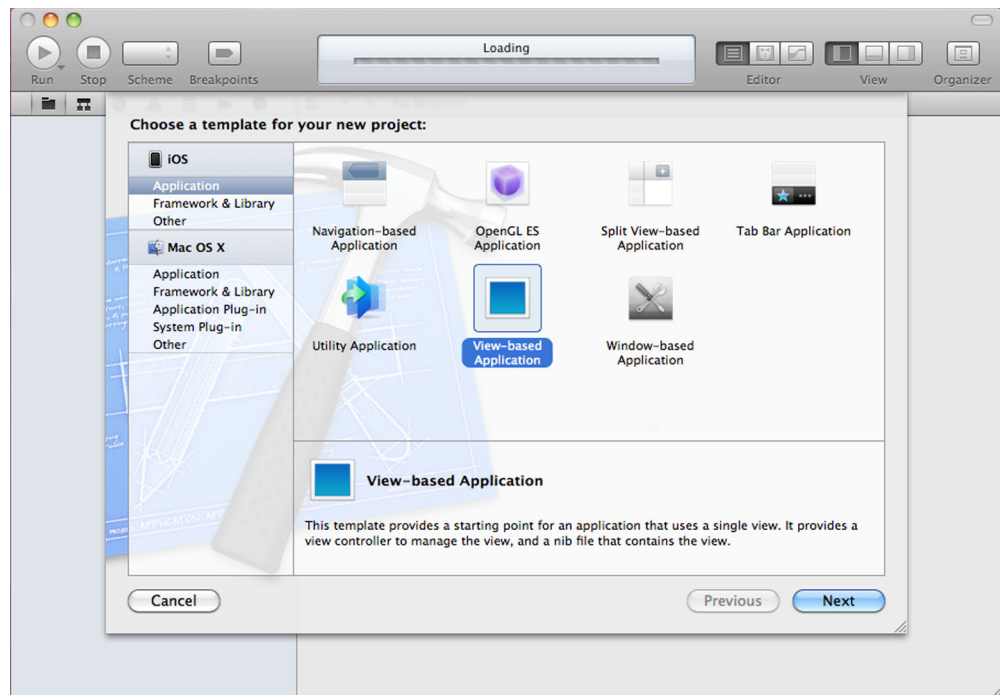 Loading
Run Stop Scheme Breakpoints Editor View Organizer
Choose a template for your new project:
iOS
Application
Framework & Library
Other
Mac OS X
Application
Framework & Library
Application Plug-in
System Plug-in
Other
Navigation-based
Application
OpenGL ES
Application
Split View-based
Application
Tab Bar Application
Utility Application
View-based
Application
Window-based
Application
View-based Application
This template provides a starting point for an application that uses a single view. It provides a
view controller to manage the view, and a nib file that contains the view.
Cancel Previous Next